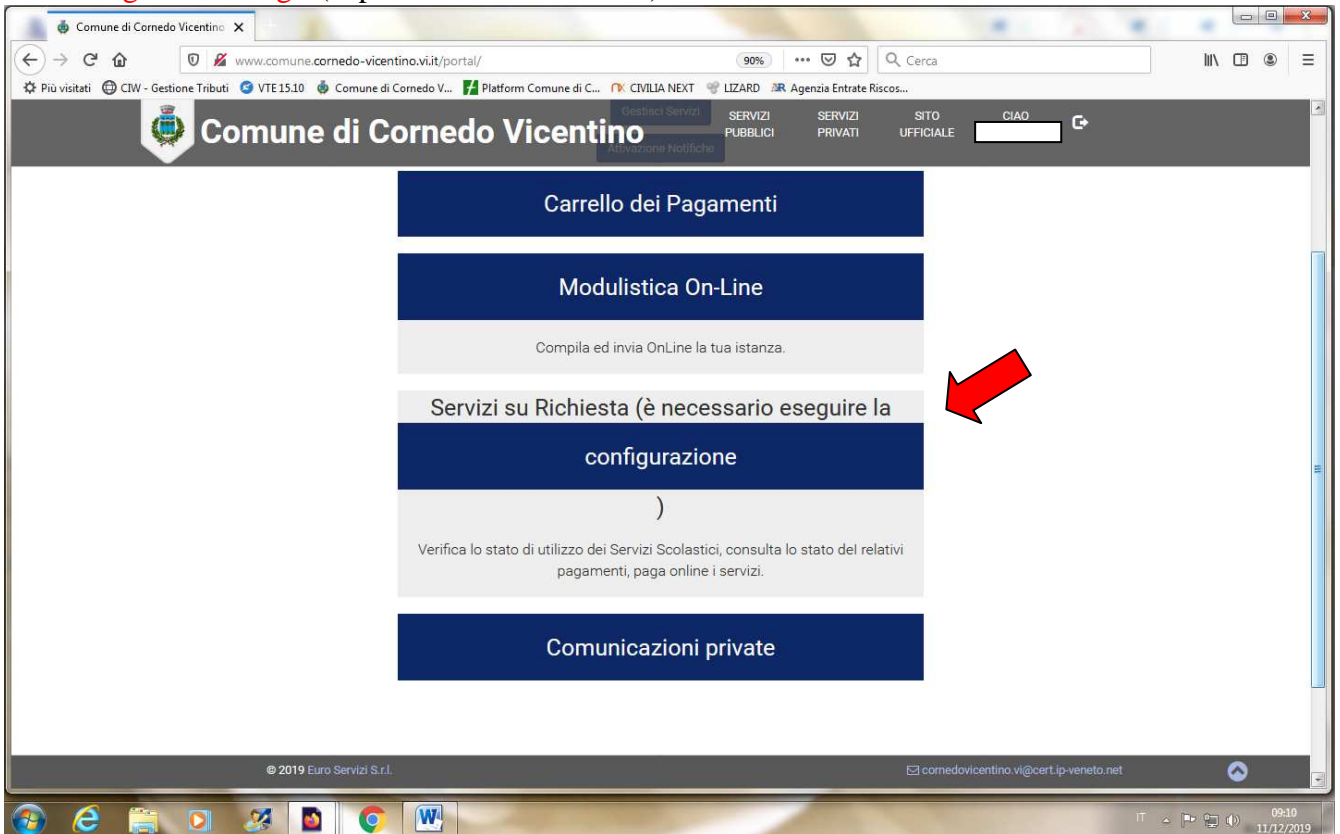 Comune di Cornedo Vicentino
www.comune.cornedo-vicentino.vi.it/portal/
90%
Cerca
Più visitati CIW - Gestione Tributi VTE 15.10 Comune di Cornedo V... Platform Comune di C... CIVILIA NEXT LIZARD Agenzia Entrate Riscos...
Comune di Cornedo Vicentino
Gestisci Servizi
Attivazione Notifiche
SERVIZI PUBBLICI
SERVIZI PRIVATI
SITO UFFICIALE
CIAO
Carrello dei Pagamenti
Modulistica On-Line
Compila ed invia OnLine la tua istanza.
Servizi su Richiesta (è necessario eseguire la
configurazione
)
Verifica lo stato di utilizzo dei Servizi Scolastici, consulta lo stato del relativi
pagamenti, paga online i servizi.
Comunicazioni private
© 2019 Euro Servizi S.r.l.
cornedovicentino.vi@cert.ip-veneto.net
IT
09:10
11/12/2019